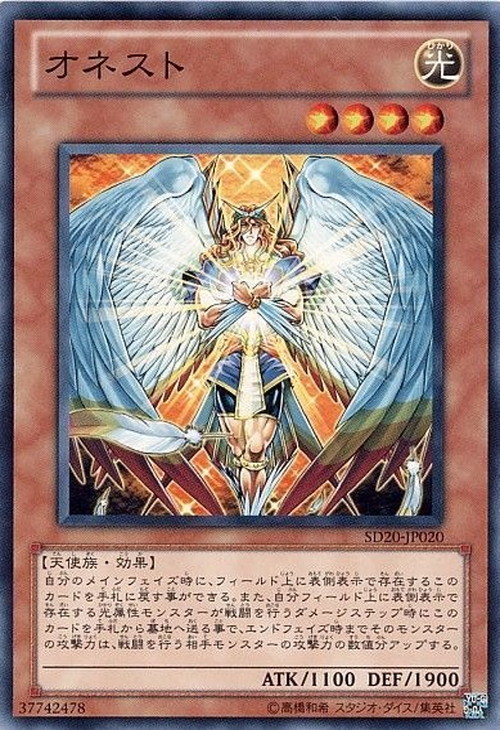 オネスト
光
SD20-JP020
【天使族・効果】
自分のメインフェイズ時に、フィールド上に表側表示で存在するこの
カードを手札に戻す事ができる。また、自分フィールド上に表側表示で
存在する光属性モンスターが戦闘を行うダメージステップ時にこの
カードを手札から墓地へ送る事で、エンドフェイズ時までそのモンスター
の攻撃力は、戦闘を行う相手モンスターの攻撃力の数値分アップする。
ATK/1100 DEF/1900
37742478
©高橋和希 スタジオ・ダイス/集英社